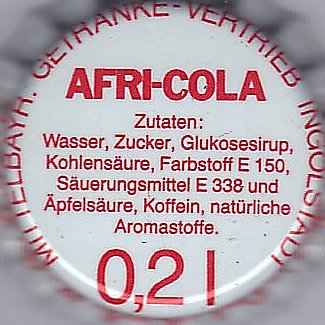 MITTELBAYR. GETRÄNKE-VERTRIEB INGOLSTADT
AFRI-COLA
Zutaten:
Wasser, Zucker, Glukosesirup,
Kohlensäure, Farbstoff E 150,
Säuerungsmittel E 338 und
Äpfelsäure, Koffein, natürliche
Aromastoffe.
0,2 l